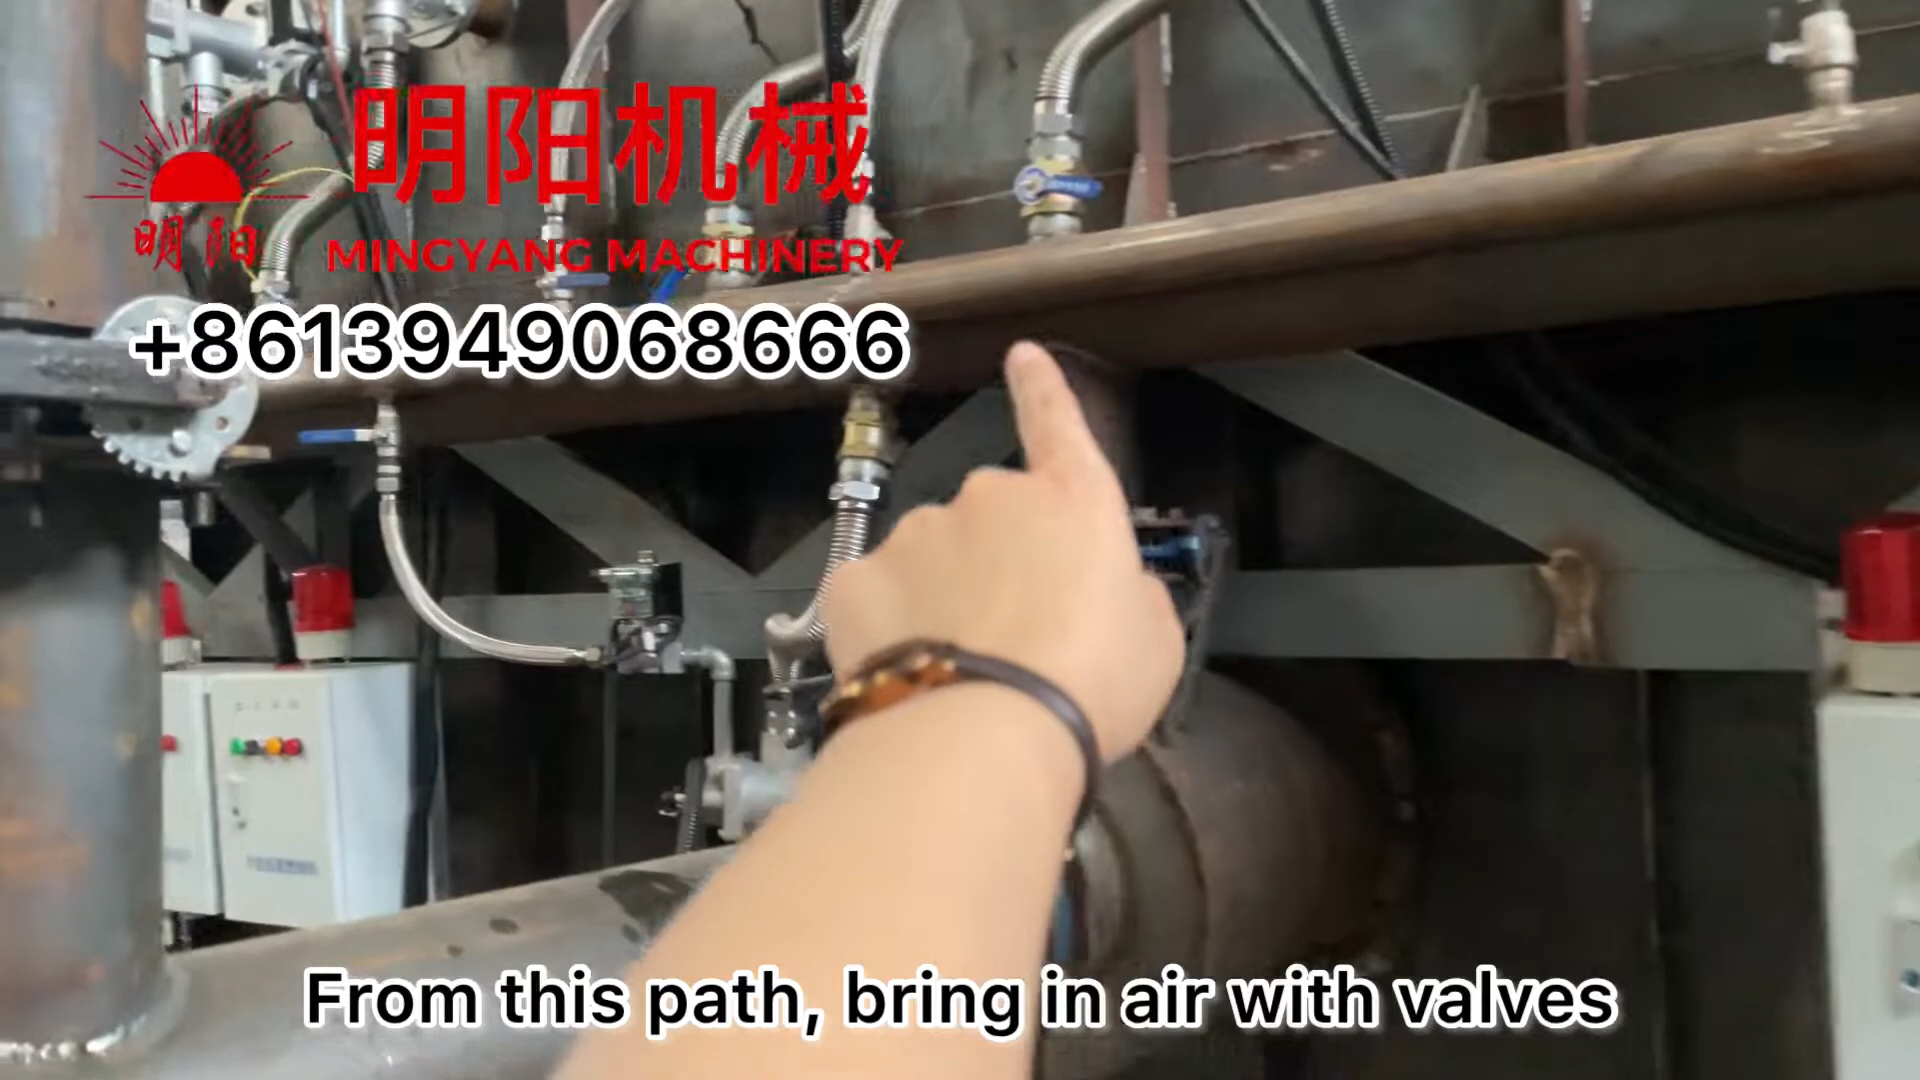 明阳机械
明阳
MINGYANG MACHINERY
+8613949068666
From this path, bring in air with valves